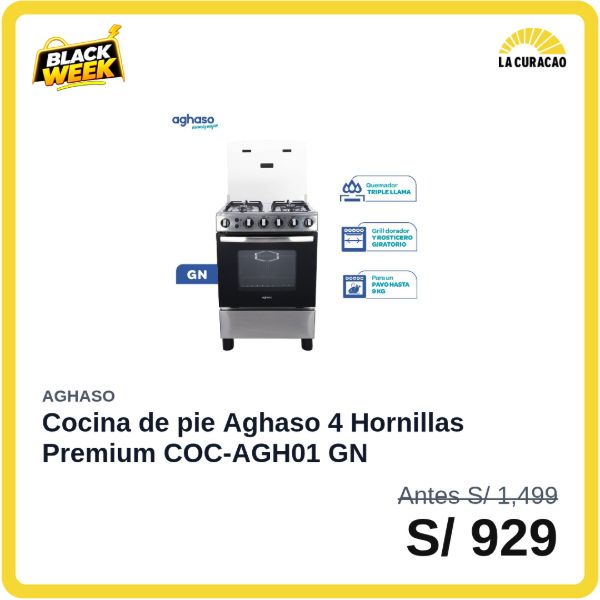 BLACK
WEEK
LA CURACAO
aghaso
Quemador
TRIPLE LLAMA
Grill dorador
Y ROSTICERO
GIRATORIO
GN
Para un
PAVO HASTA
9 KG
AGHASO
Cocina de pie Aghaso 4 Hornillas
Premium COC-AGH01 GN
Antes S/ 1,499
S/ 929